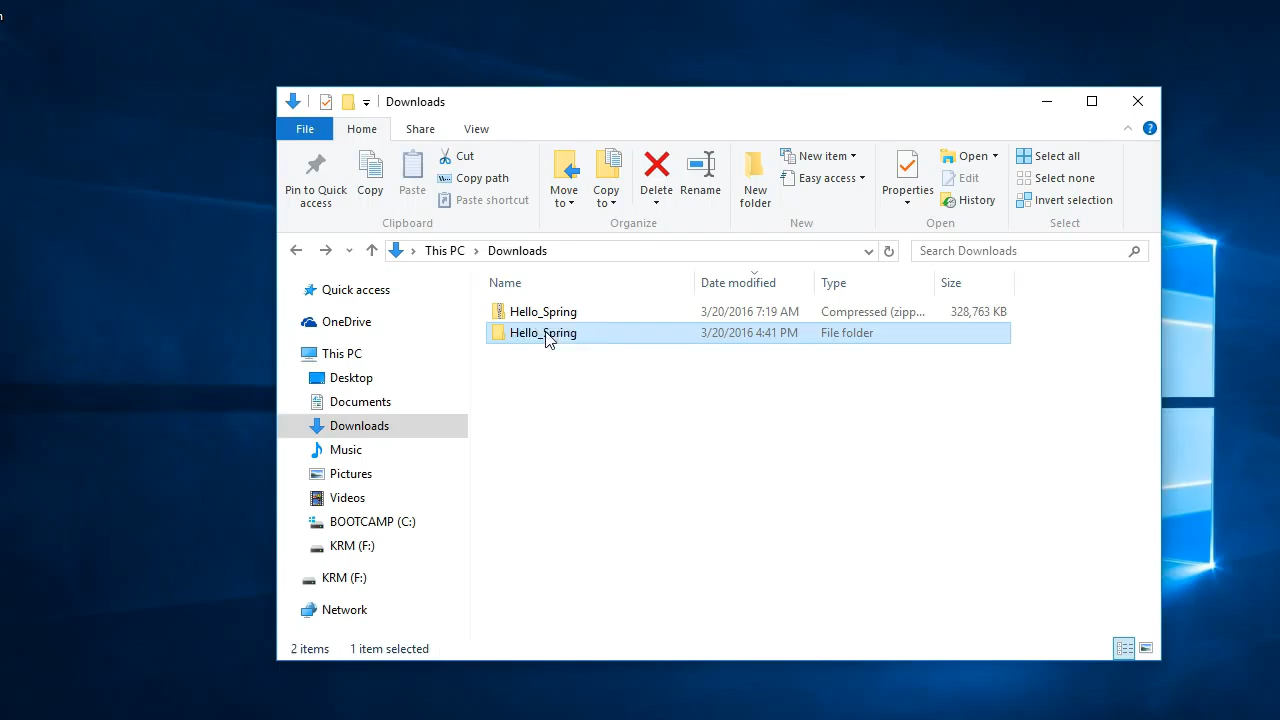 Downloads
File Home Share View
Pin to Quick access
Copy
Paste
Cut
Copy path
Paste shortcut
Clipboard
Move to
Copy to
Delete
Rename
Organize
New folder
New item
Easy access
New
Properties
Open
Edit
History
Open
Select all
Select none
Invert selection
Select
This PC Downloads
Search Downloads
Quick access
OneDrive
This PC
Desktop
Documents
Downloads
Music
Pictures
Videos
BOOTCAMP (C:)
KRM (F:)
KRM (F:)
Network
Name Date modified Type Size
Hello_Spring 3/20/2016 7:19 AM Compressed (zipp... 328,763 KB
Hello_Spring 3/20/2016 4:41 PM File folder
2 items 1 item selected